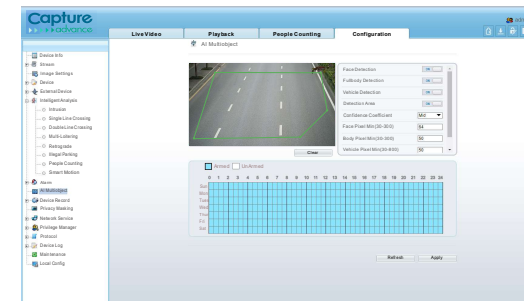 Capture
advance
Live Video
Playback
People Counting
Configuration
AI Multiobject
Device Info
Stream
Image Settings
Device
External Device
Intelligent Analysis
Intrusion
Single Line Crossing
Double Line Crossing
Multi-Loitering
Retrograde
Illegal Parking
People Counting
Smart Motion
Alarm
AI Multiobject
Device Record
Privacy Masking
Network Service
Privilege Manager
Protocol
Device Log
Maintenance
Local Config
Face Detection
Fullbody Detection
Vehicle Detection
Detection Area
Confidence Coefficient
Mid
Face Pixel Min(30-300)
64
Body Pixel Min(30-300)
50
Vehicle Pixel Min(30-600)
50
Clear
Armed
UnArmed
0 1 2 3 4 5 6 7 8 9 10 11 12 13 14 15 16 17 18 19 20 21 22 23 24
Sun
Mon
Tues
Wed
Thur
Fri
Sat
Refresh
Apply